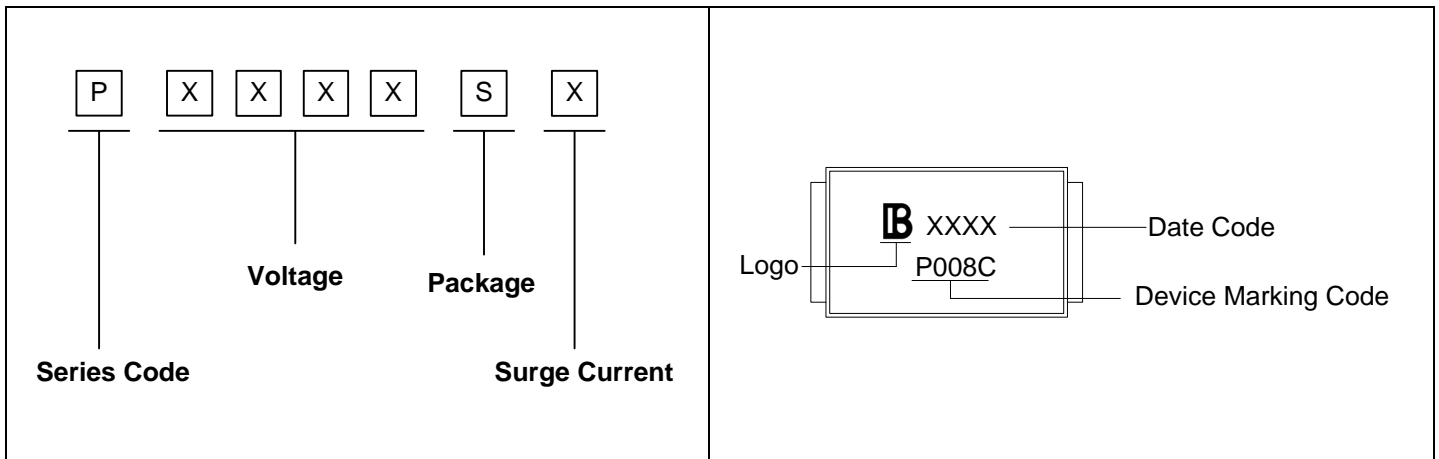 P X X X X S X
Voltage
Package
Series Code
Surge Current
B XXXX
Date Code
Logo
P008C
Device Marking Code